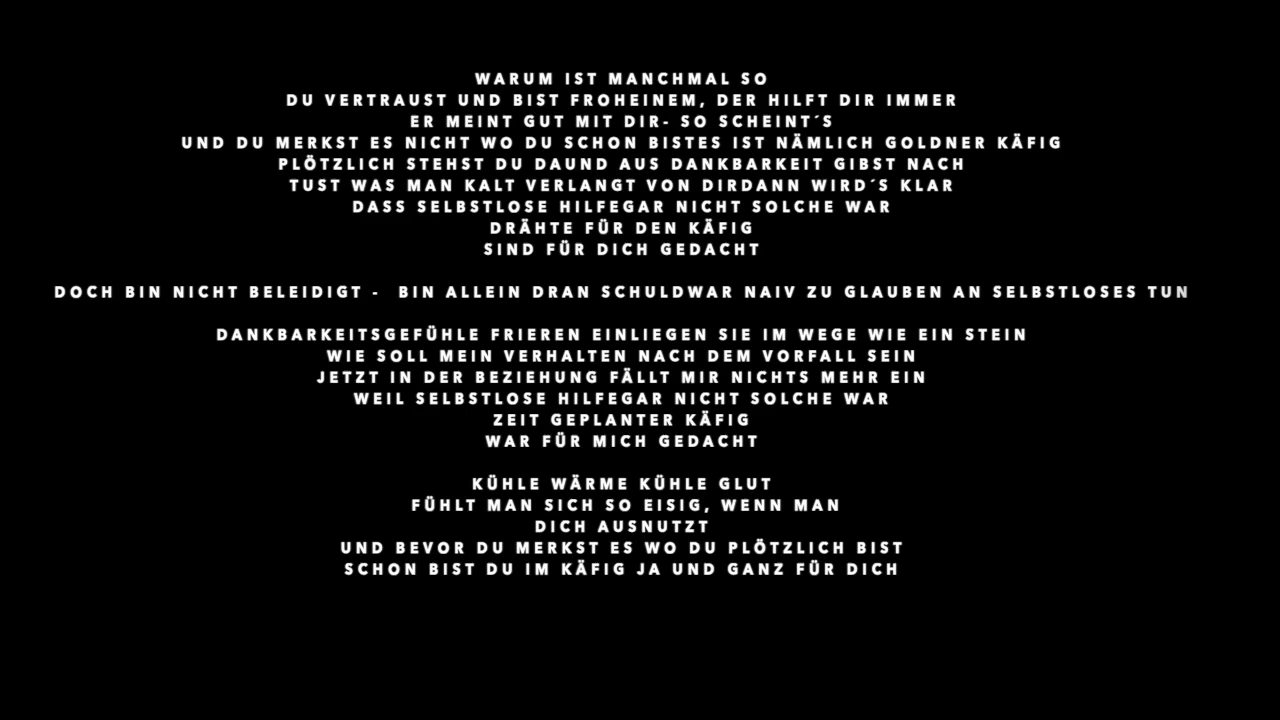 WARUM IST MANCHMAL SO
DU VERTRAUST UND BIST FROHEINEM, DER HILFT DIR IMMER
ER MEINT GUT MIT DIR- SO SCHEINT´S
UND DU MERKST ES NICHT WO DU SCHON BISTES IST NÄMLICH GOLDNER KÄFIG
PLÖTZLICH STEHST DU DAUND AUS DANKBARKEIT GIBST NACH
TUST WAS MAN KALT VERLANGT VON DIRDANN WIRD´S KLAR
DASS SELBSTLOSE HILFEGAR NICHT SOLCHE WAR
DRÄHTE FÜR DEN KÄFIG
SIND FÜR DICH GEDACHT
DOCH BIN NICHT BELEIDIGT - BIN ALLEIN DRAN SCHULDWAR NAIV ZU GLAUBEN AN SELBSTLOSES TUN
DANKBARKEITSGEFÜHLE FRIEREN EINLIEGEN SIE IM WEGE WIE EIN STEIN
WIE SOLL MEIN VERHALTEN NACH DEM VORFALL SEIN
JETZT IN DER BEZIEHUNG FÄLLT MIR NICHTS MEHR EIN
WEIL SELBSTLOSE HILFEGAR NICHT SOLCHE WAR
ZEIT GEPLANTER KÄFIG
WAR FÜR MICH GEDACHT
KÜHLE WÄRME KÜHLE GLUT
FÜHLT MAN SICH SO EISIG, WENN MAN
DICH AUSNUTZT
UND BEVOR DU MERKST ES WO DU PLÖTZLICH BIST
SCHON BIST DU IM KÄFIG JA UND GANZ FÜR DICH